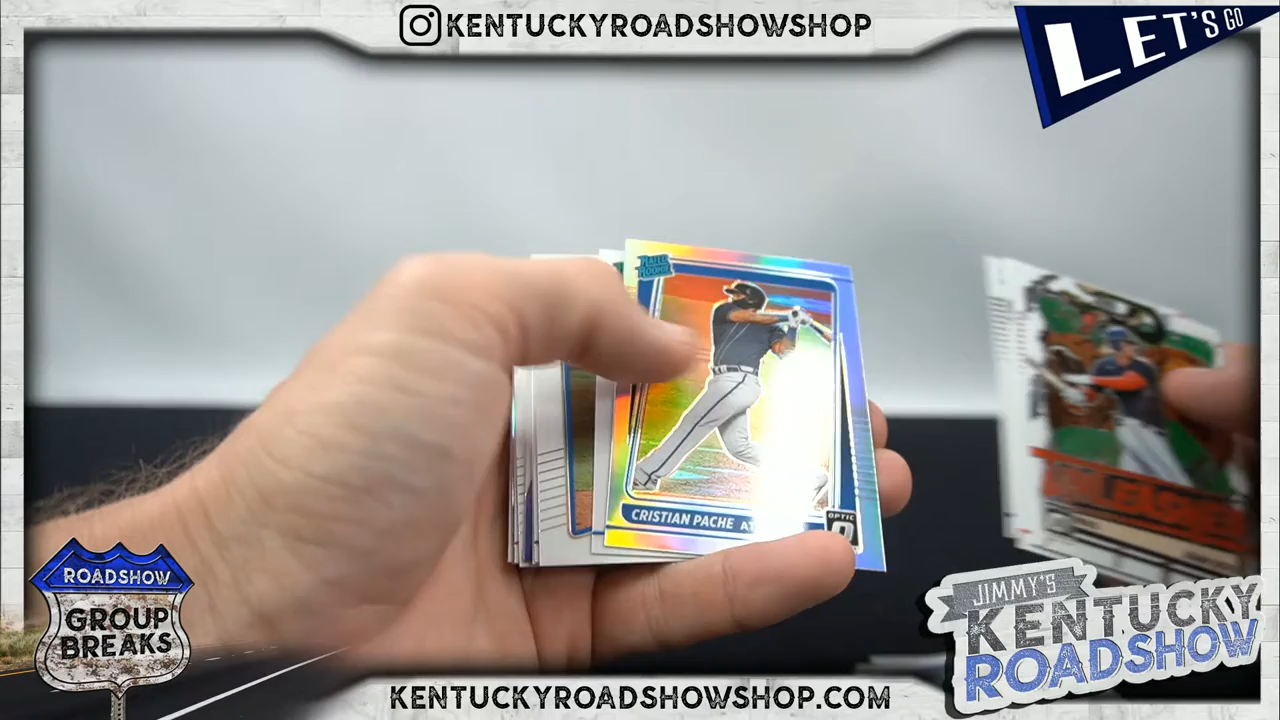 KENTUCKYROADSHOWSHOP
LET'S GO
RATED
ROOKIE
CRISTIAN PACHE AT
OPTIC
ROADSHOW
GROUP
BREAKS
JIMMY'S
KENTUCKY
ROADSHOW
KENTUCKYROADSHOWSHOP.COM